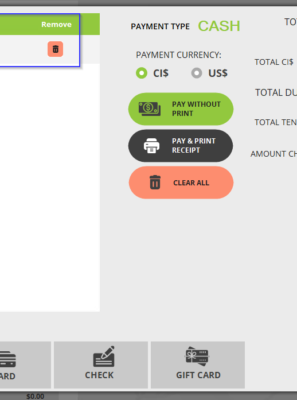 Remove
PAYMENT TYPE CASH
PAYMENT CURRENCY:
CI$ US$
TOTAL CI$
PAY WITHOUT
PRINT
PAY & PRINT
RECEIPT
CLEAR ALL
TOTAL DU
TOTAL TEN
AMOUNT CH
ARD
CHECK
GIFT CARD
$0.00